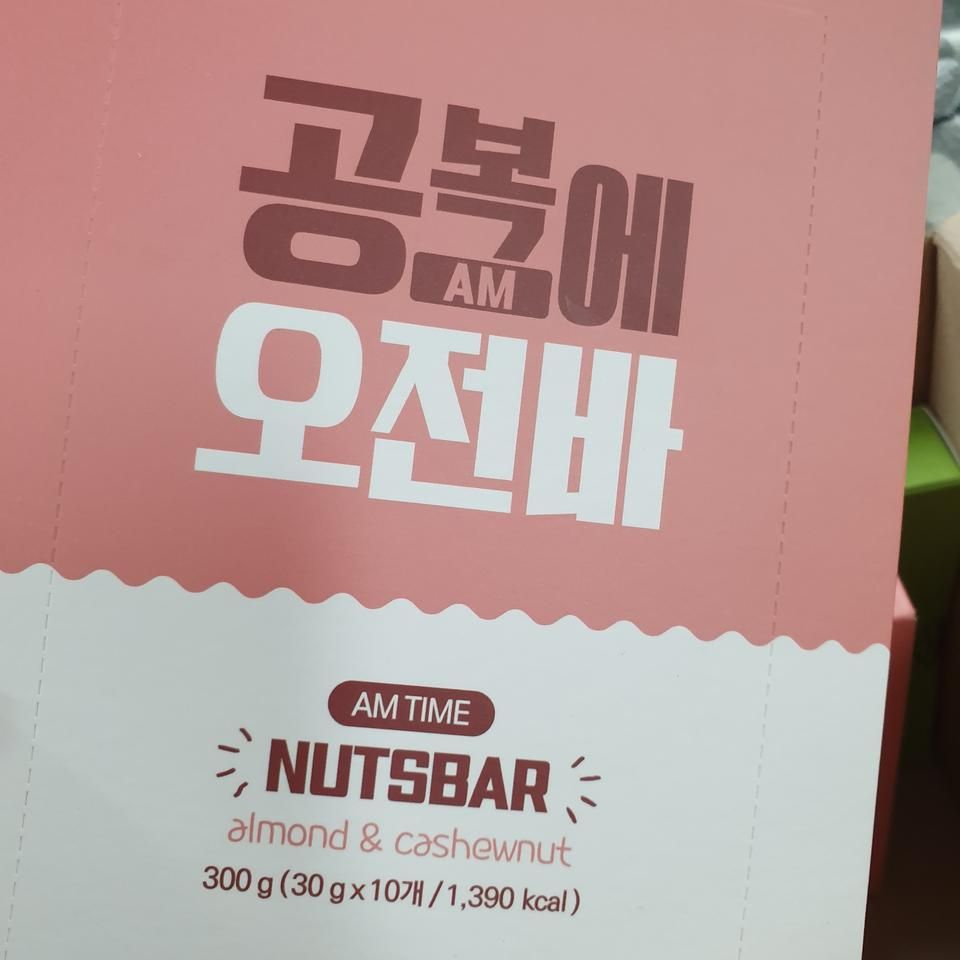 공복에
AM
오전바
AM TIME
NUTSBAR
almond & cashewnut
300 g (30 g x 10개 / 1,390 kcal)